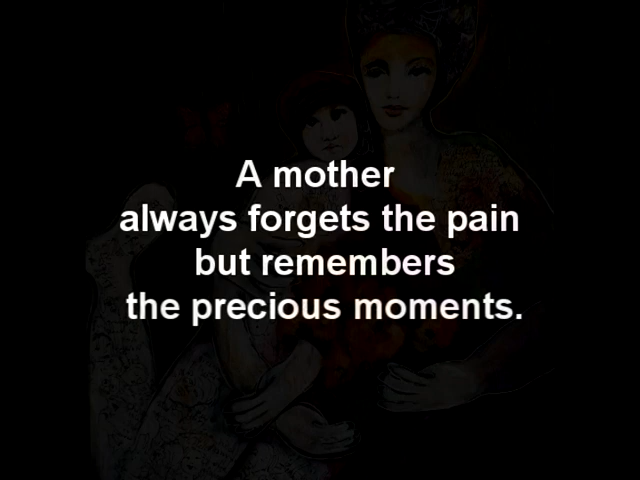 A mother
always forgets the pain
but remembers
the precious moments.